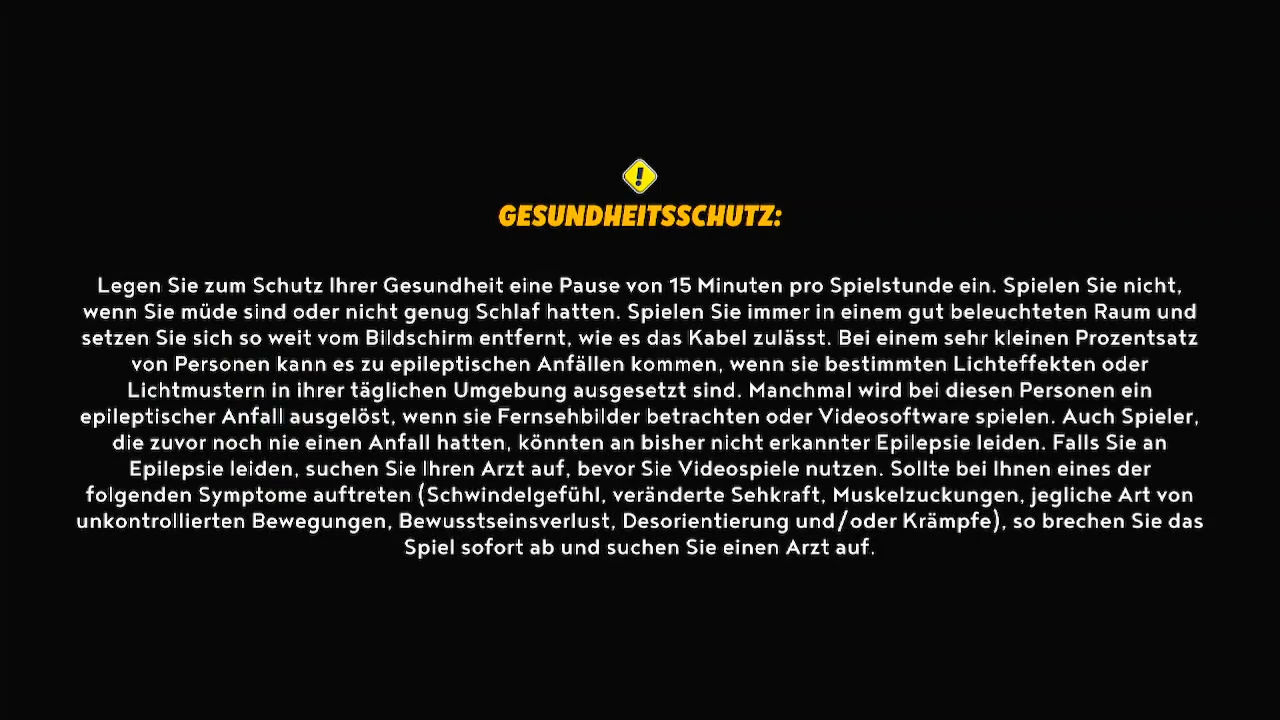 !
GESUNDHEITSSCHUTZ:
Legen Sie zum Schutz Ihrer Gesundheit eine Pause von 15 Minuten pro Spielstunde ein. Spielen Sie nicht,
wenn Sie müde sind oder nicht genug Schlaf hatten. Spielen Sie immer in einem gut beleuchteten Raum und
setzen Sie sich so weit vom Bildschirm entfernt, wie es das Kabel zulässt. Bei einem sehr kleinen Prozentsatz
von Personen kann es zu epileptischen Anfällen kommen, wenn sie bestimmten Lichteffekten oder
Lichtmustern in ihrer täglichen Umgebung ausgesetzt sind. Manchmal wird bei diesen Personen ein
epileptischer Anfall ausgelöst, wenn sie Fernsehbilder betrachten oder Videosoftware spielen. Auch Spieler,
die zuvor noch nie einen Anfall hatten, könnten an bisher nicht erkannter Epilepsie leiden. Falls Sie an
Epilepsie leiden, suchen Sie Ihren Arzt auf, bevor Sie Videospiele nutzen. Sollte bei Ihnen eines der
folgenden Symptome auftreten (Schwindelgefühl, veränderte Sehkraft, Muskelzuckungen, jegliche Art von
unkontrollierten Bewegungen, Bewusstseinsverlust, Desorientierung und/oder Krämpfe), so brechen Sie das
Spiel sofort ab und suchen Sie einen Arzt auf.